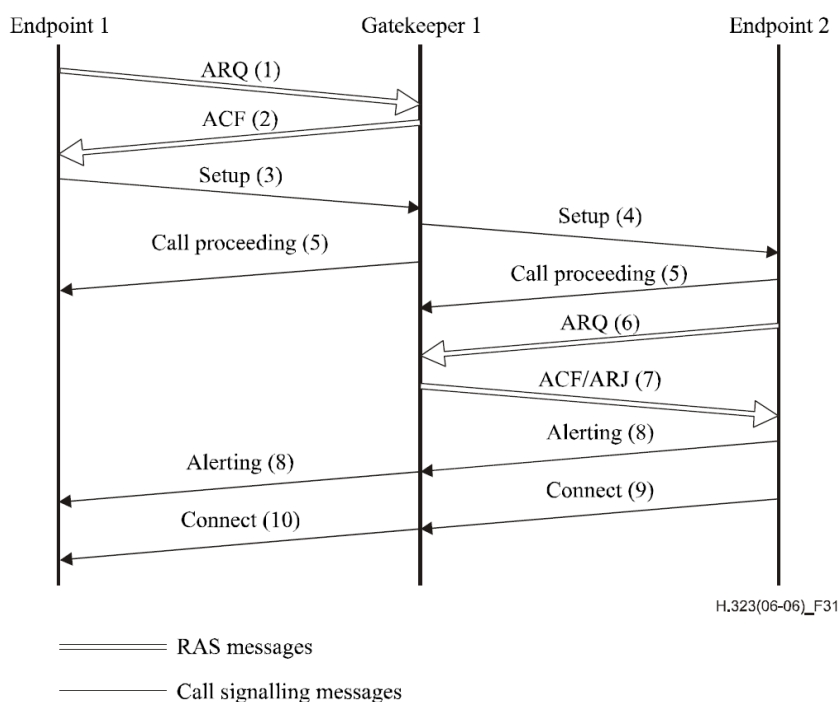 Endpoint 1 Gatekeeper 1 Endpoint 2
ARQ (1)
ACF (2)
Setup (3)
Setup (4)
Call proceeding (5)
Call proceeding (5)
ARQ (6)
ACF/ARJ (7)
Alerting (8)
Alerting (8)
Connect (9)
Connect (10)
H.323(06-06)_F31
RAS messages
Call signalling messages